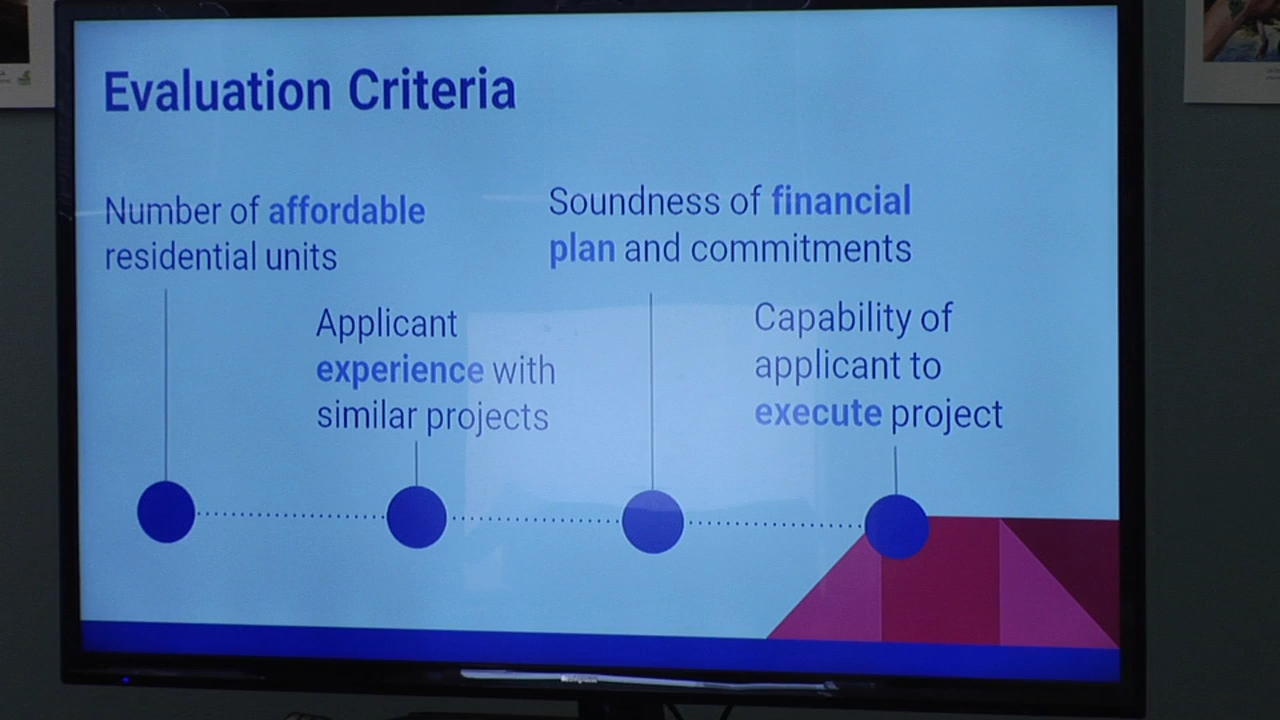 Evaluation Criteria
Number of affordable
residential units
Applicant
experience with
similar projects
Soundness of financial
plan and commitments
Capability of
applicant to
execute project